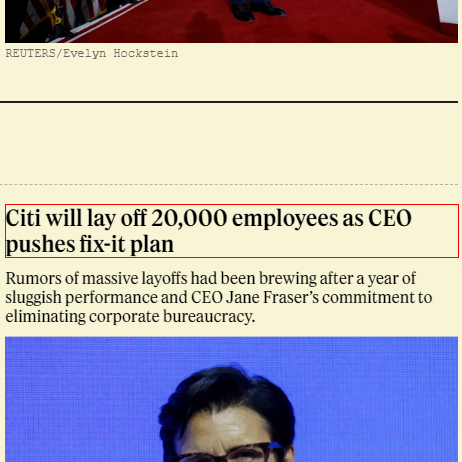 REUTERS/Evelyn Hockstein
Citi will lay off 20,000 employees as CEO
pushes fix-it plan
Rumors of massive layoffs had been brewing after a year of
sluggish performance and CEO Jane Fraser’s commitment to
eliminating corporate bureaucracy.